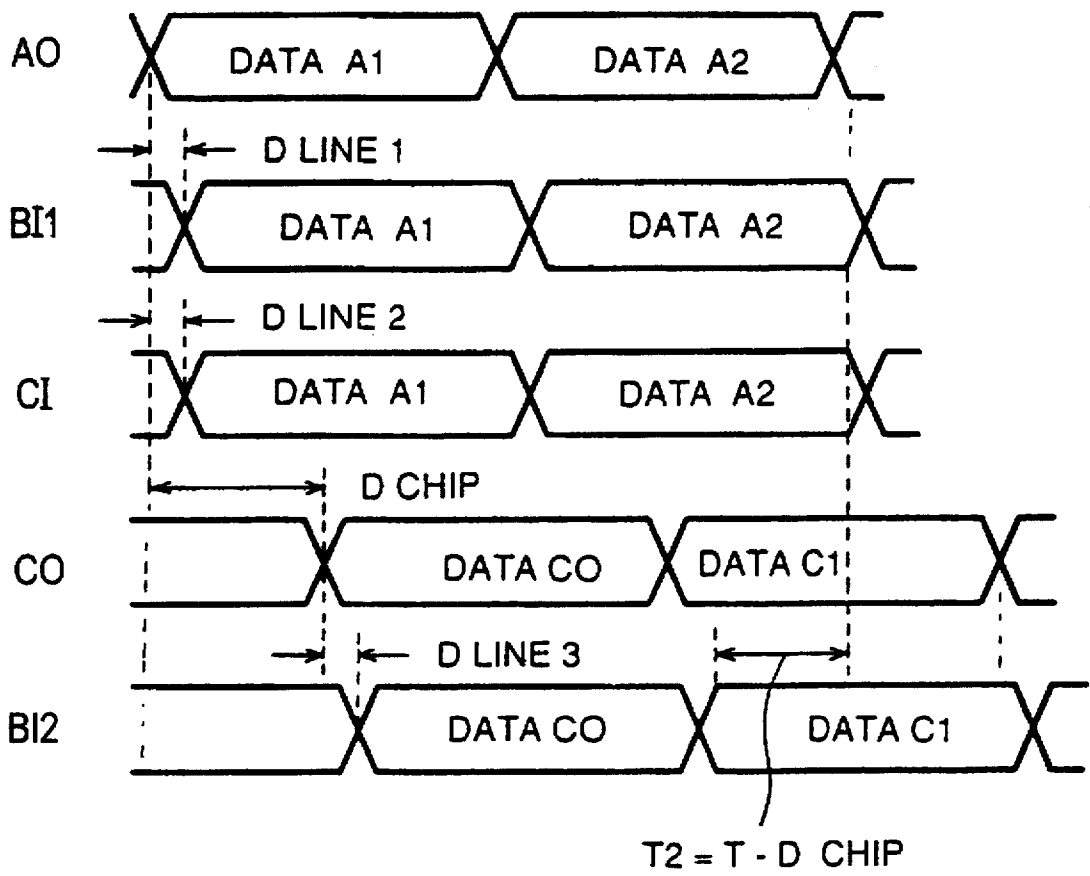 AO DATA A1 DATA A2
D LINE 1
BI1 DATA A1 DATA A2
D LINE 2
CI DATA A1 DATA A2
D CHIP
CO DATA CO DATA C1
D LINE 3
BI2 DATA CO DATA C1
T2 = T - D CHIP